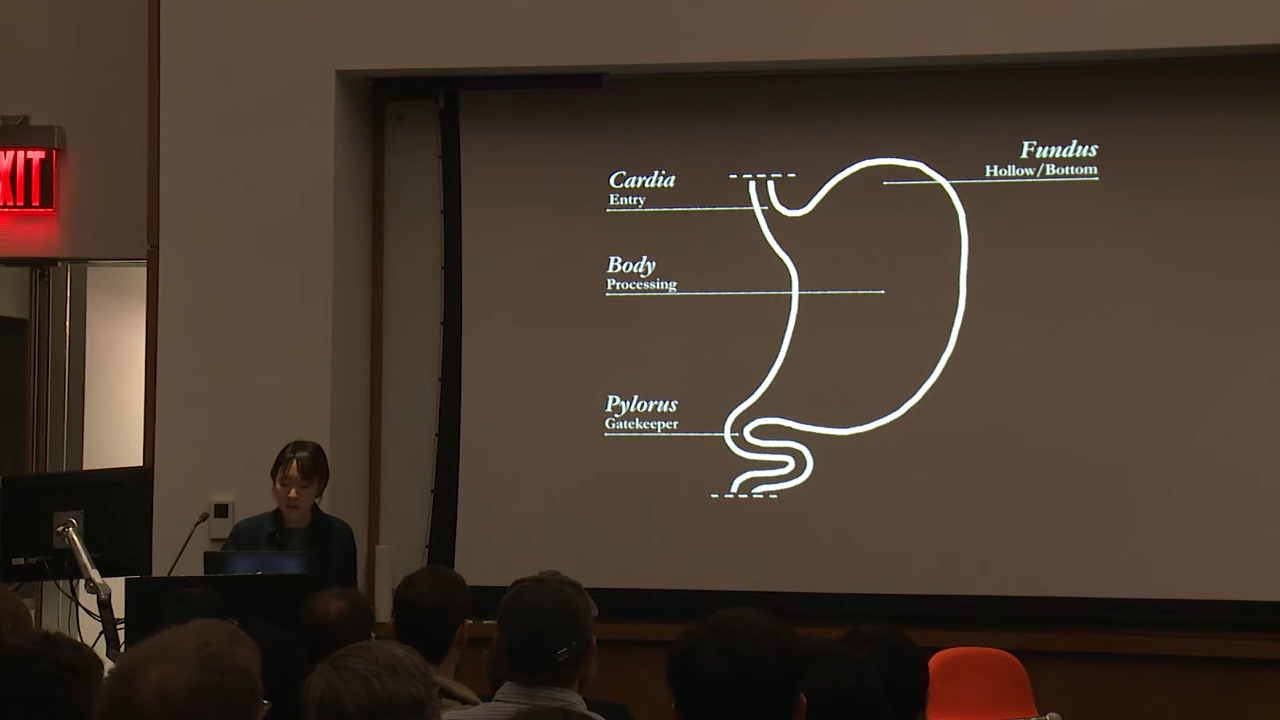 EXIT
Cardia
Entry
Fundus
Hollow/Bottom
Body
Processing
Pylorus
Gatekeeper